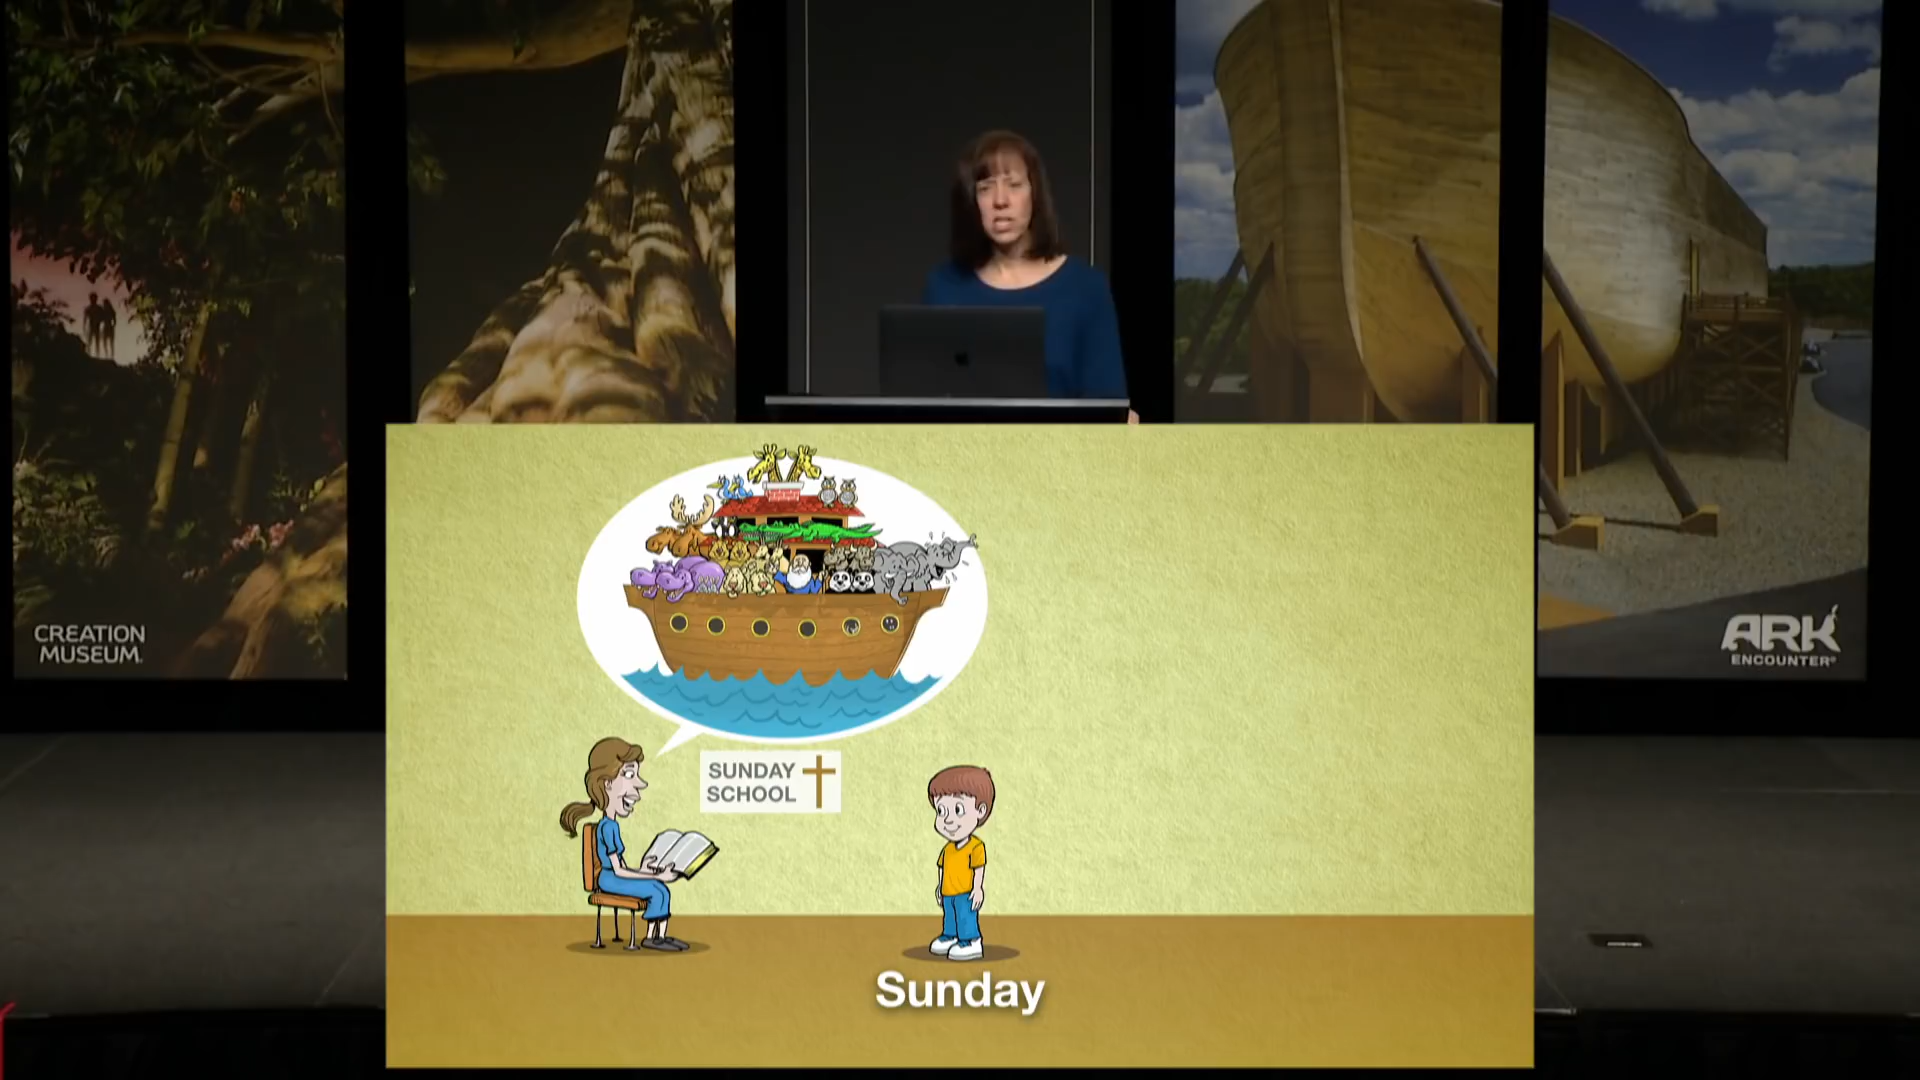 CREATION
MUSEUM
ARK
ENCOUNTER
SUNDAY
SCHOOL
Sunday